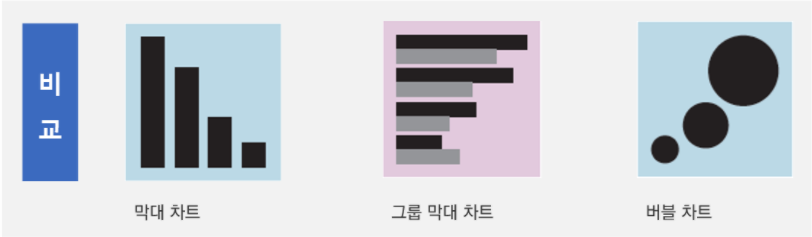 비
교
막대 차트
그룹 막대 차트
버블 차트